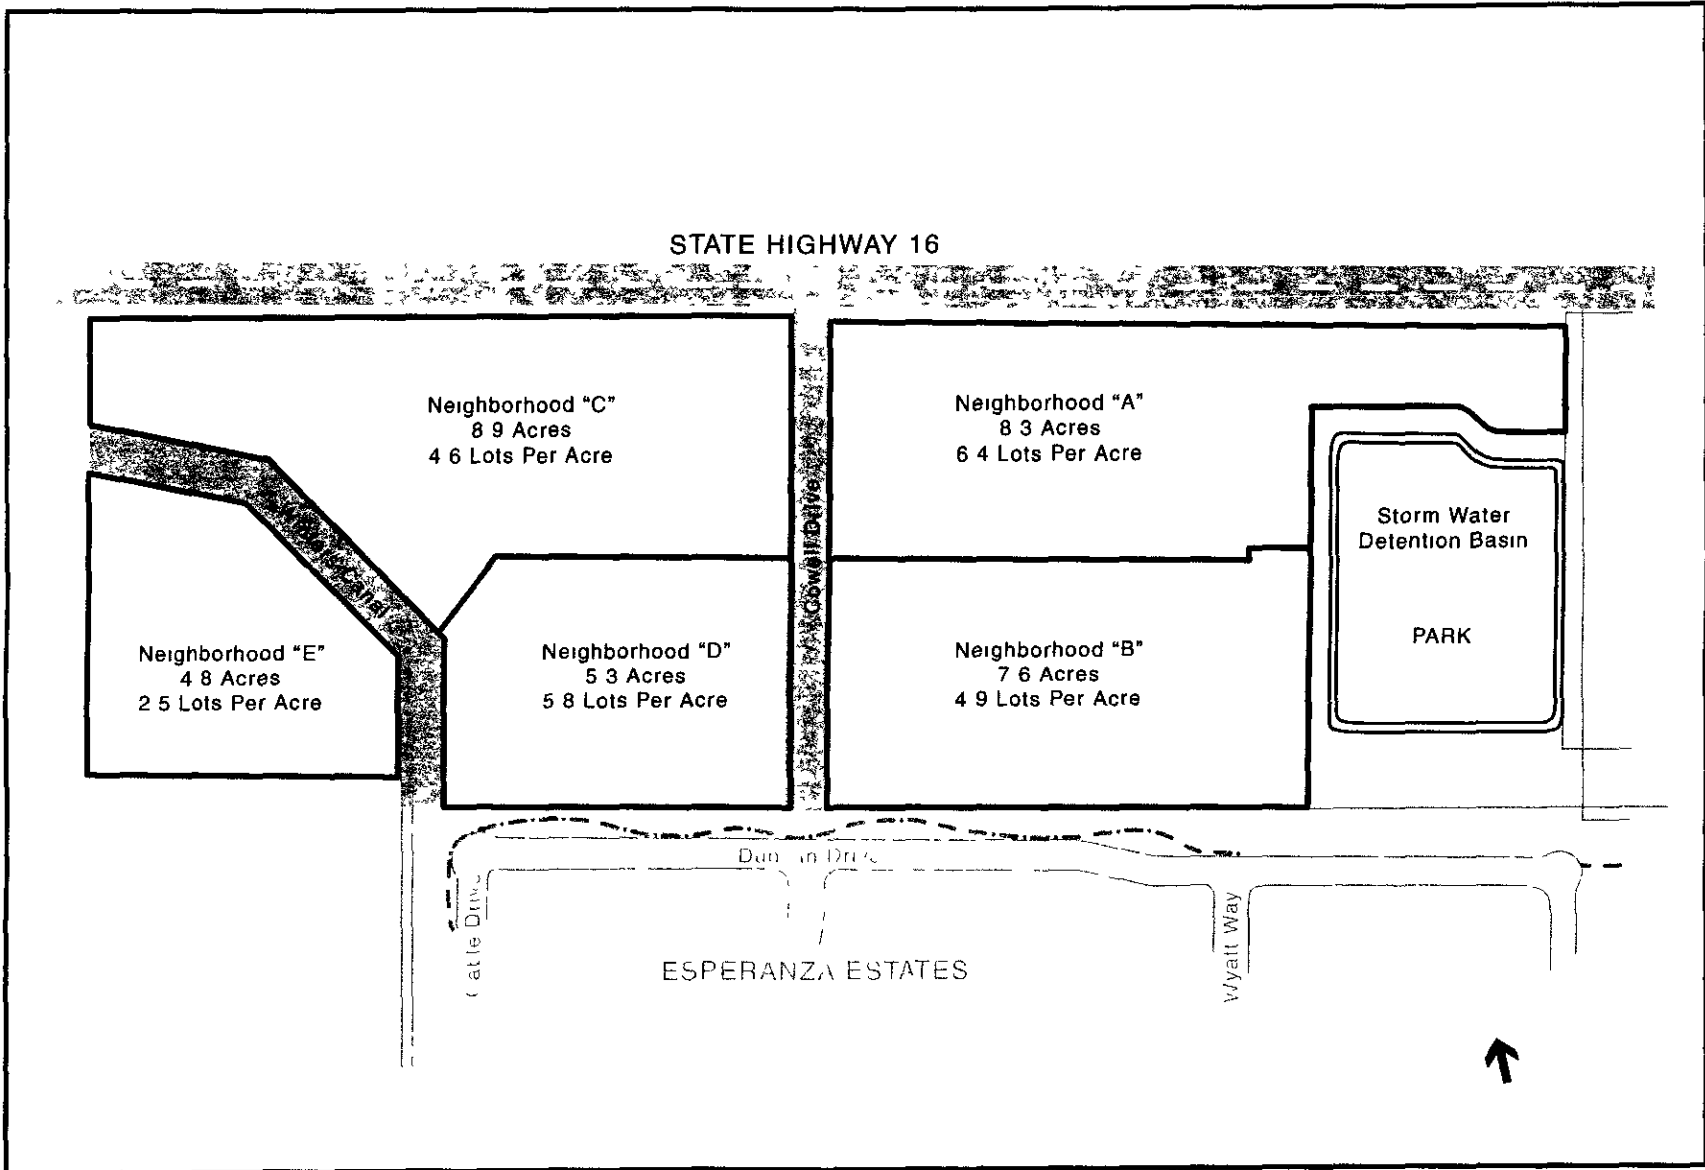 STATE HIGHWAY 16
Neighborhood "C"
8 9 Acres
4 6 Lots Per Acre
Neighborhood "A"
8 3 Acres
6 4 Lots Per Acre
Storm Water
Detention Basin
PARK
Cowell Drive
Canal
Neighborhood "E"
4 8 Acres
2 5 Lots Per Acre
Neighborhood "D"
5 3 Acres
5 8 Lots Per Acre
Neighborhood "B"
7 6 Acres
4 9 Lots Per Acre
Drive
Wyatt Way
ESPERANZA ESTATES